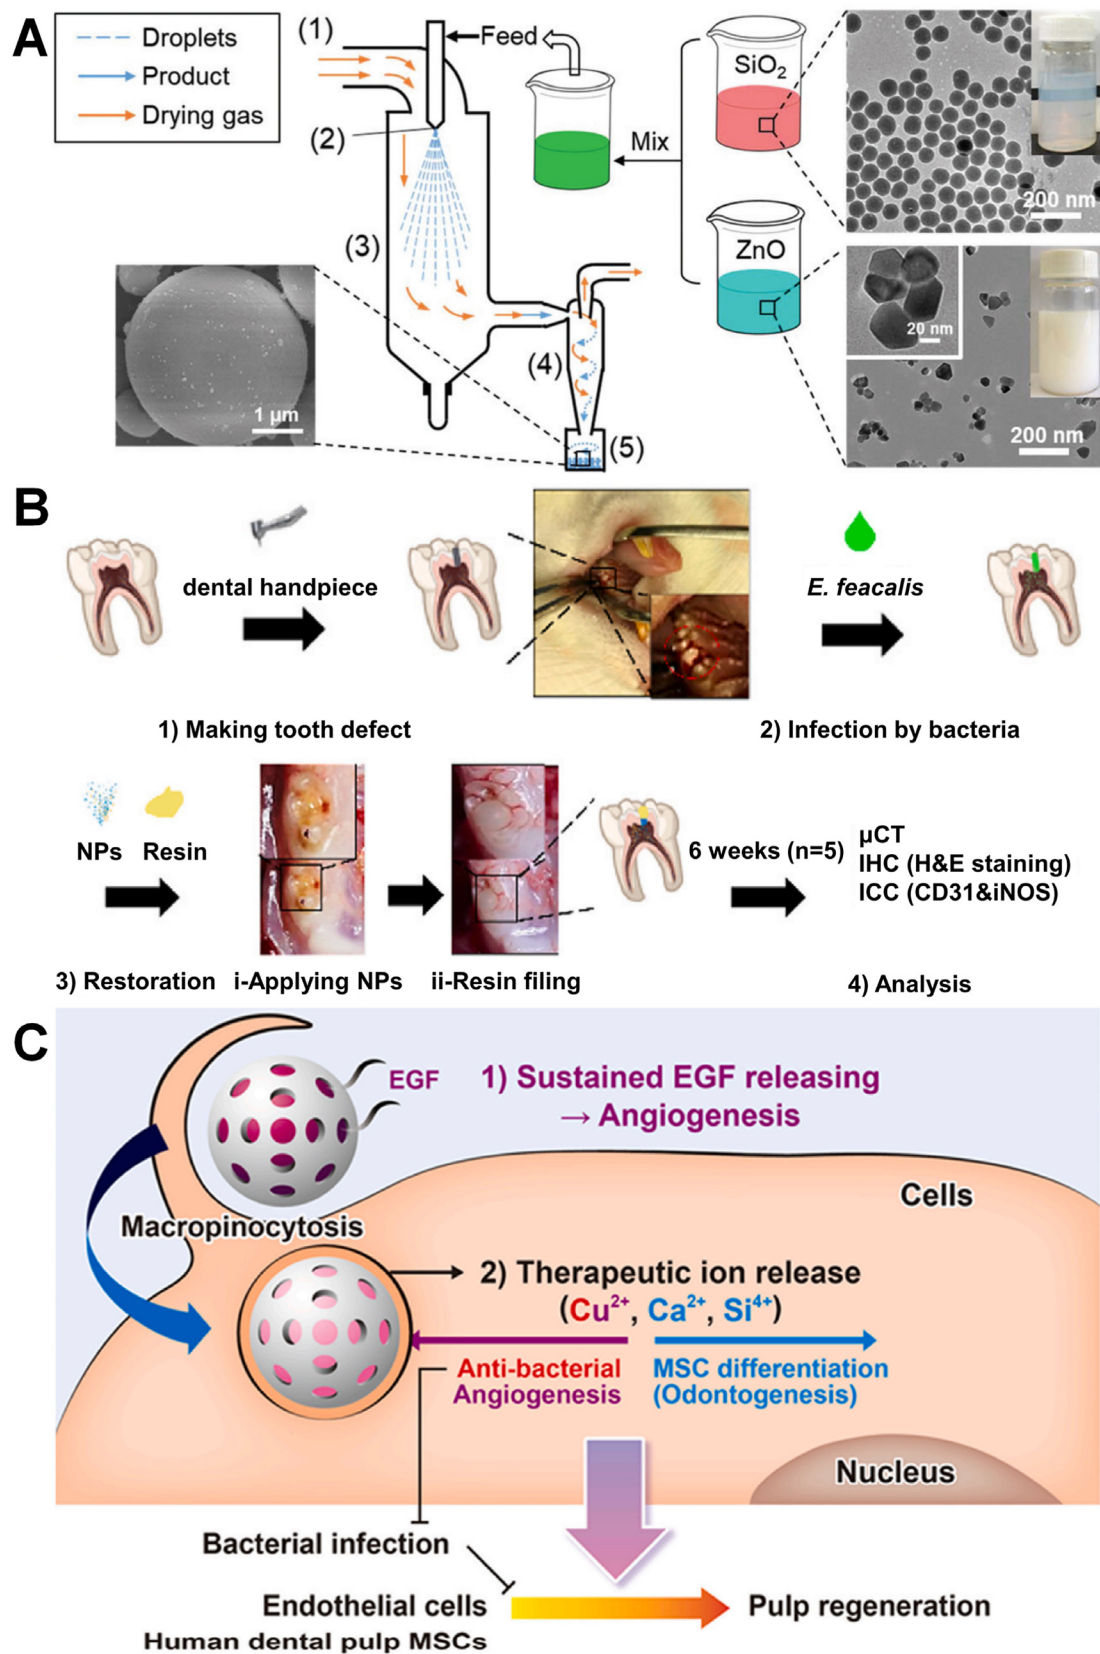 A
Droplets
Product
Drying gas
(1)
Feed
(2)
(3)
(4)
(5)
1 μm
Mix
SiO2
ZnO
200 nm
20 nm
200 nm
B
dental handpiece
E. feacalis
1) Making tooth defect
2) Infection by bacteria
NPs
Resin
6 weeks (n=5)
μCT
IHC (H&E staining)
ICC (CD31&iNOS)
3) Restoration
i-Applying NPs
ii-Resin filing
4) Analysis
C
EGF
1) Sustained EGF releasing
→ Angiogenesis
Cells
Macropinocytosis
2) Therapeutic ion release
(Cu2+, Ca2+, Si4+)
Anti-bacterial
Angiogenesis
MSC differentiation
(Odontogenesis)
Nucleus
Bacterial infection
Endothelial cells
Human dental pulp MSCs
Pulp regeneration